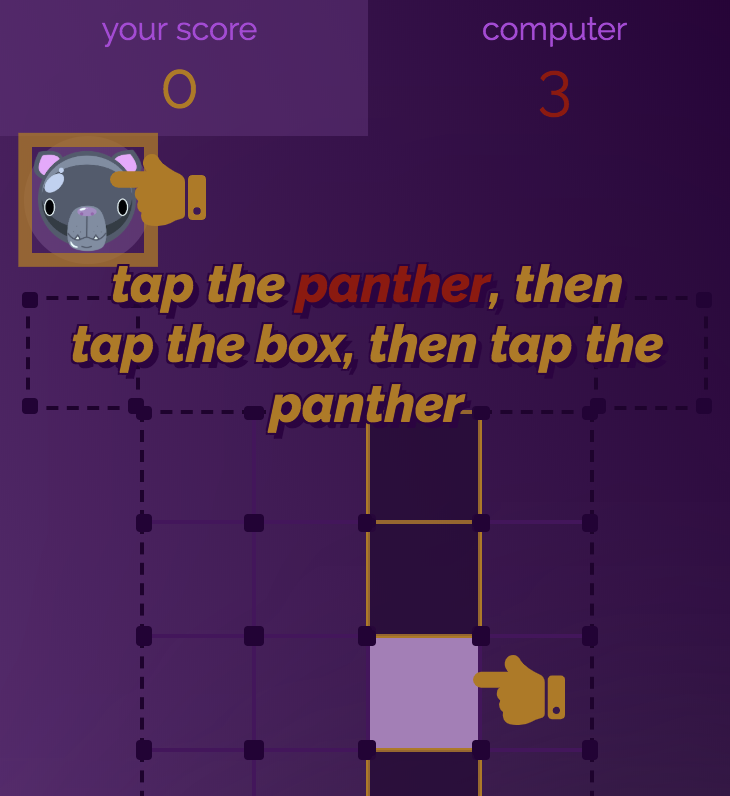 your score
computer
0
3
tap the panther, then
tap the box, then tap the
panther